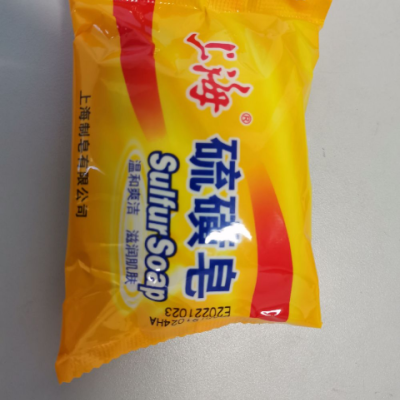 上海®
硫磺皂
Sulfur Soap
温和爽洁 滋润肌肤
上海制皂有限公司
E20221023